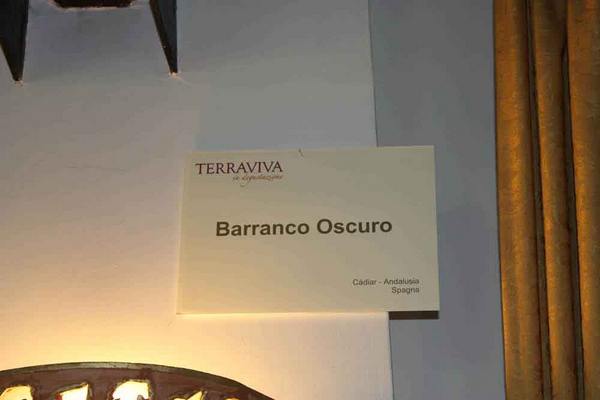 TERRAVIVA
in degustazione
Barranco Oscuro
Cádiar - Andalusia
Spagna